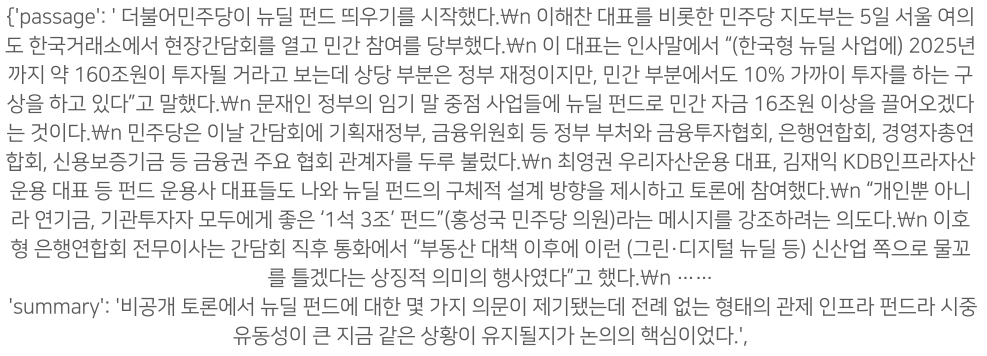 {'passage': ' 더불어민주당이 뉴딜 펀드 띄우기를 시작했다.₩n 이해찬 대표를 비롯한 민주당 지도부는 5일 서울 여의
도 한국거래소에서 현장간담회를 열고 민간 참여를 당부했다.₩n 이 대표는 인사말에서 “(한국형 뉴딜 사업에) 2025년
까지 약 160조원이 투자될 거라고 보는데 상당 부분은 정부 재정이지만, 민간 부분에서도 10% 가까이 투자를 하는 구
상을 하고 있다”고 말했다.₩n 문재인 정부의 임기 말 중점 사업들에 뉴딜 펀드로 민간 자금 16조원 이상을 끌어오겠다
는 것이다.₩n 민주당은 이날 간담회에 기획재정부, 금융위원회 등 정부 부처와 금융투자협회, 은행연합회, 경영자총연
합회, 신용보증기금 등 금융권 주요 협회 관계자를 두루 불렀다.₩n 최영권 우리자산운용 대표, 김재익 KDB인프라자산
운용 대표 등 펀드 운용사 대표들도 나와 뉴딜 펀드의 구체적 설계 방향을 제시하고 토론에 참여했다.₩n “개인뿐 아니
라 연기금, 기관투자자 모두에게 좋은 ‘1석 3조’ 펀드”(홍성국 민주당 의원)라는 메시지를 강조하려는 의도다.₩n 이호
형 은행연합회 전무이사는 간담회 직후 통화에서 “부동산 대책 이후에 이런 (그린·디지털 뉴딜 등) 신산업 쪽으로 물꼬
를 틀겠다는 상징적 의미의 행사였다”고 했다.₩n ……
'summary': '비공개 토론에서 뉴딜 펀드에 대한 몇 가지 의문이 제기됐는데 전례 없는 형태의 관제 인프라 펀드라 시중
유동성이 큰 지금 같은 상황이 유지될지가 논의의 핵심이었다.',